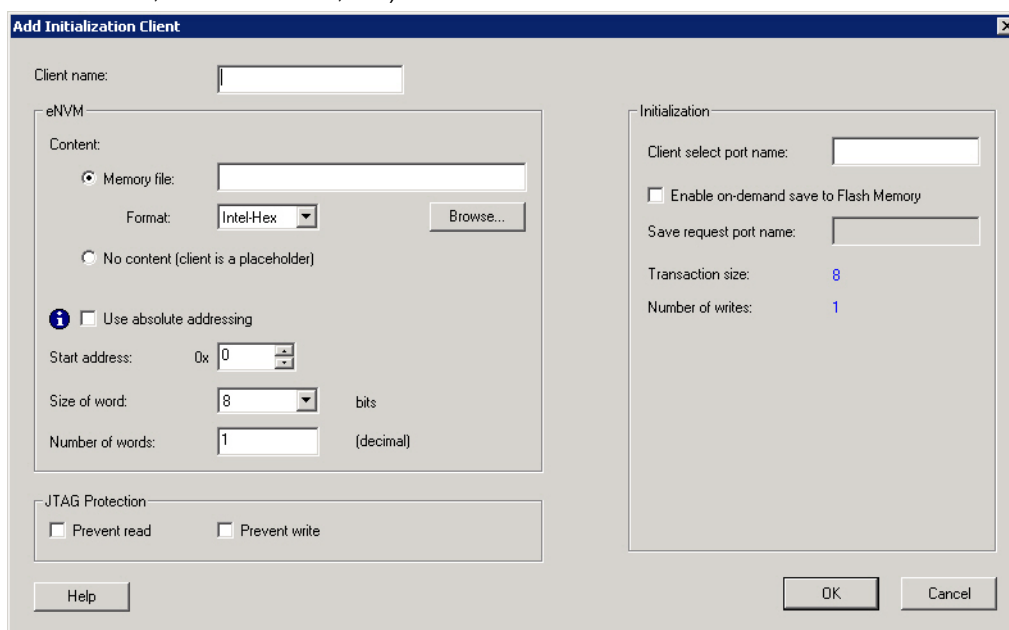 Add Initialization Client
Client name:
eNVM
Content:
Memory file:
Format: Intel-Hex Browse...
No content (client is a placeholder)
Use absolute addressing
Start address: 0x 0
Size of word: 8 bits
Number of words: 1 (decimal)
JTAG Protection
Prevent read Prevent write
Help
Initialization
Client select port name:
Enable on-demand save to Flash Memory
Save request port name:
Transaction size: 8
Number of writes: 1
OK Cancel